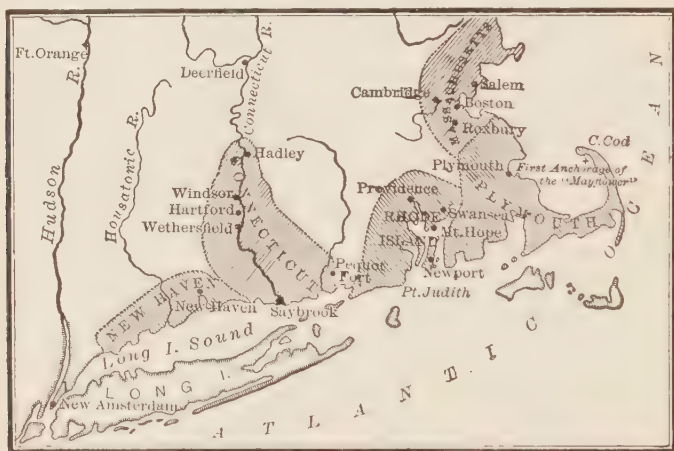 Ft. Orange
Hudson
R.
Housatonic R.
Deerfield
Connecticut R.
Hadley
Windsor
Hartford
Wethersfield
CONNECTICUT
NEW HAVEN
New Haven
Saybrook
Pequot
Fort
Long I. Sound
LONG I.
New Amsterdam
MASSACHUSETTS
Cambridge
Salem
Boston
Roxbury
Plymouth
C. Cod
First Anchorage of
the "Mayflower"
PLYMOUTH
Providence
RHODE
ISLAND
Swansea
Mt. Hope
Newport
Pt. Judith
ATLANTIC
OCEAN